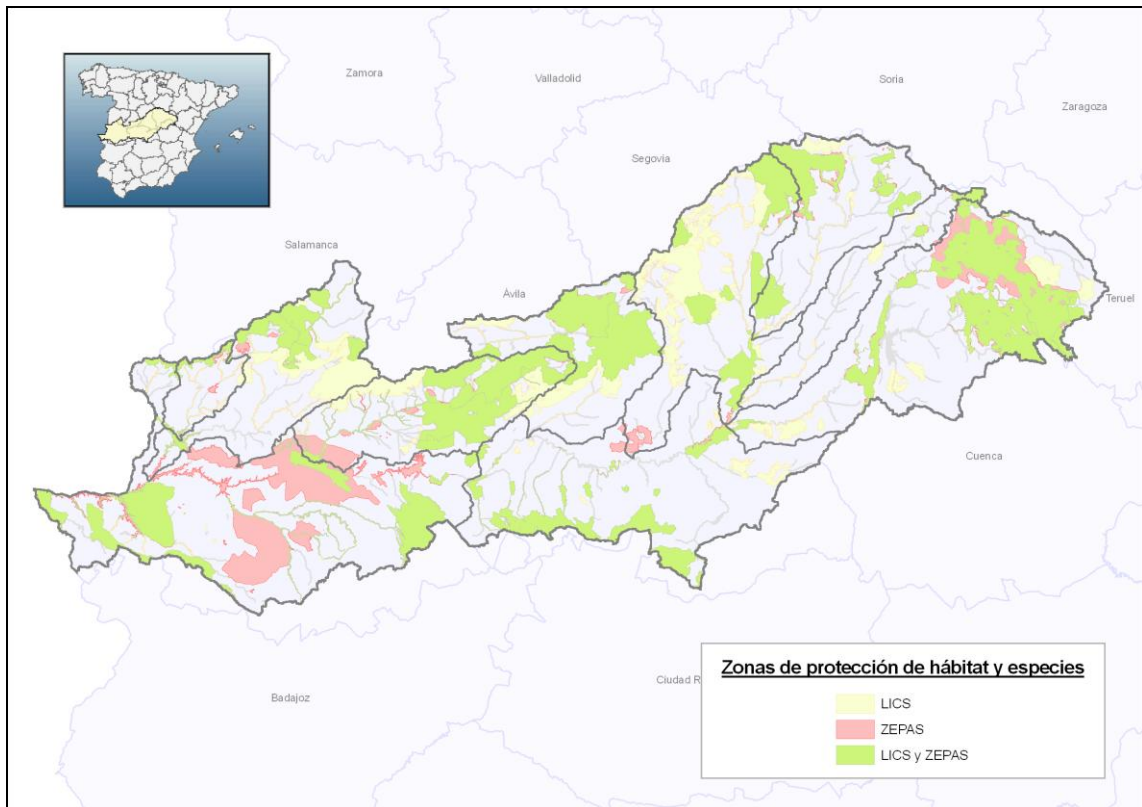 Zamora
Valladolid
Soria
Zaragoza
Segovia
Salamanca
Ávila
Teruel
Cuenca
Badajoz
Ciudad R
Zonas de protección de hábitat y especies
LICS
ZEPAS
LICS y ZEPAS